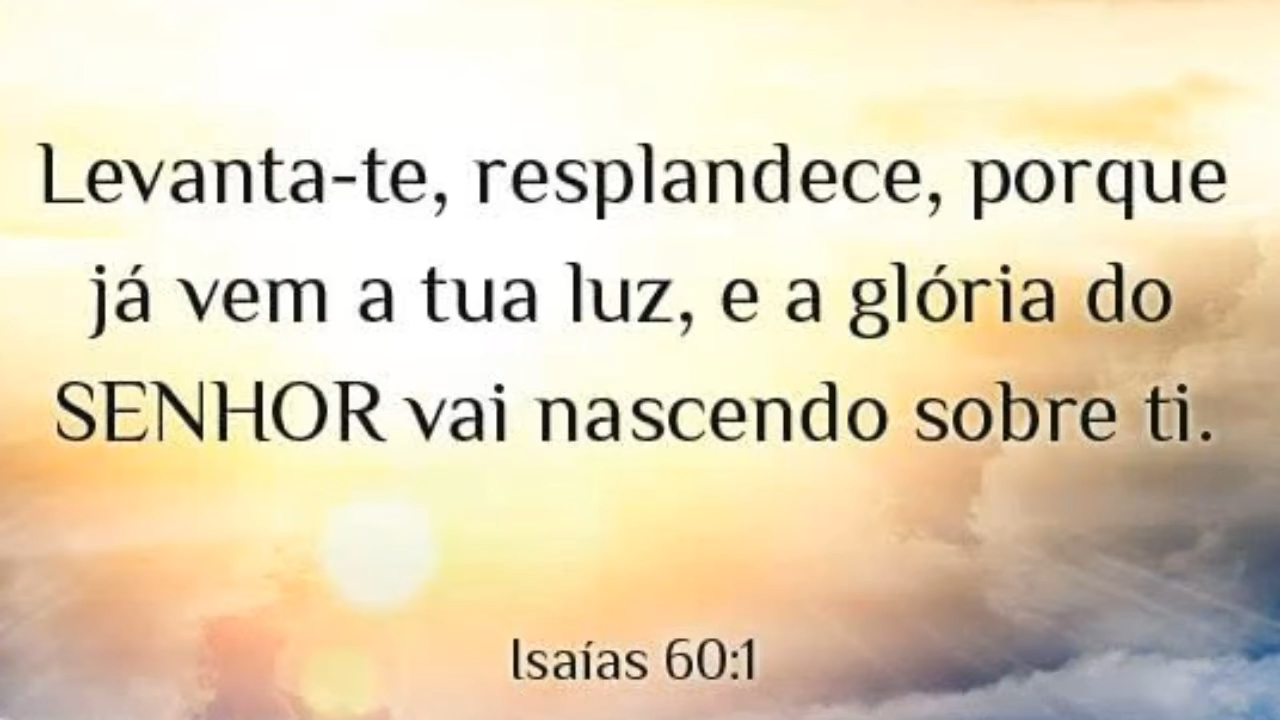 Levanta-te, resplandece, porque
já vem a tua luz, e a glória do
SENHOR vai nascendo sobre ti.
Isaías 60:1